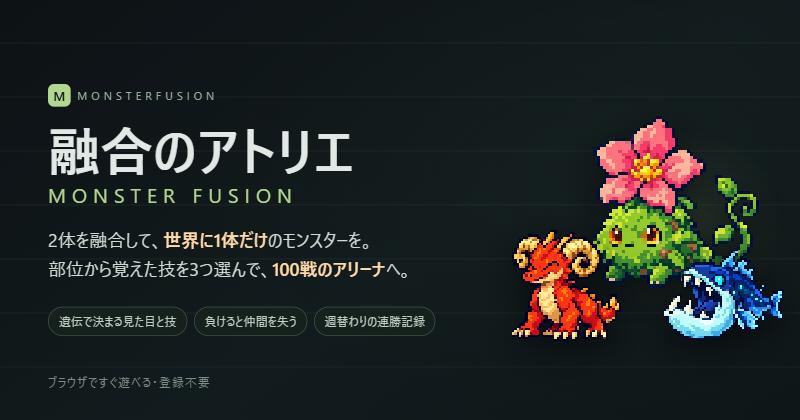 M MONSTERFUSION
融合のアトリエ
MONSTER FUSION
2体を融合して、世界に1体だけのモンスターを。
部位から覚えた技を3つ選んで、100戦のアリーナへ。
遺伝で決まる見た目と技 負けると仲間を失う 週替わりの連勝記録
ブラウザですぐ遊べる・登録不要